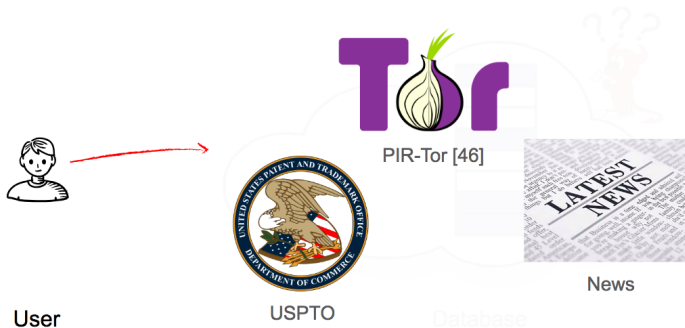 Tor
PIR-Tor [46]
UNITED STATES PATENT AND TRADEMARK OFFICE
DEPARTMENT OF COMMERCE
LATEST
NEWS
User
USPTO
Database
News
???